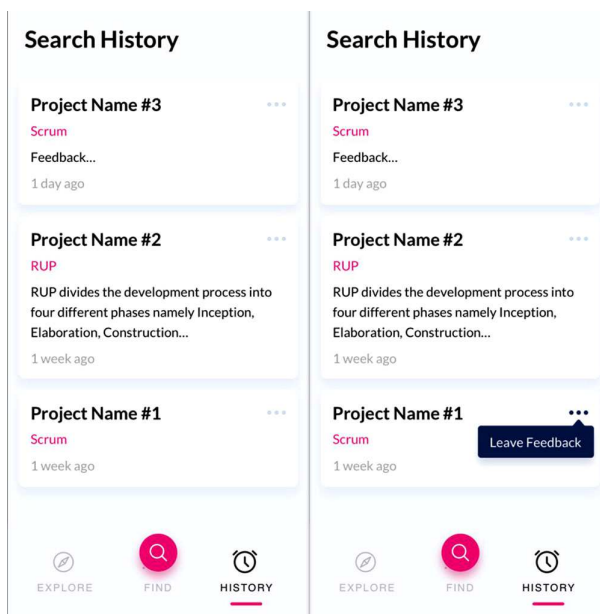 Search History
Project Name #3
Scrum
Feedback...
1 day ago
Project Name #2
RUP
RUP divides the development process into
four different phases namely Inception,
Elaboration, Construction...
1 week ago
Project Name #1
Scrum
1 week ago
EXPLORE
FIND
HISTORY
Search History
Project Name #3
Scrum
Feedback...
1 day ago
Project Name #2
RUP
RUP divides the development process into
four different phases namely Inception,
Elaboration, Construction...
1 week ago
Project Name #1
Scrum
Leave Feedback
1 week ago
EXPLORE
FIND
HISTORY